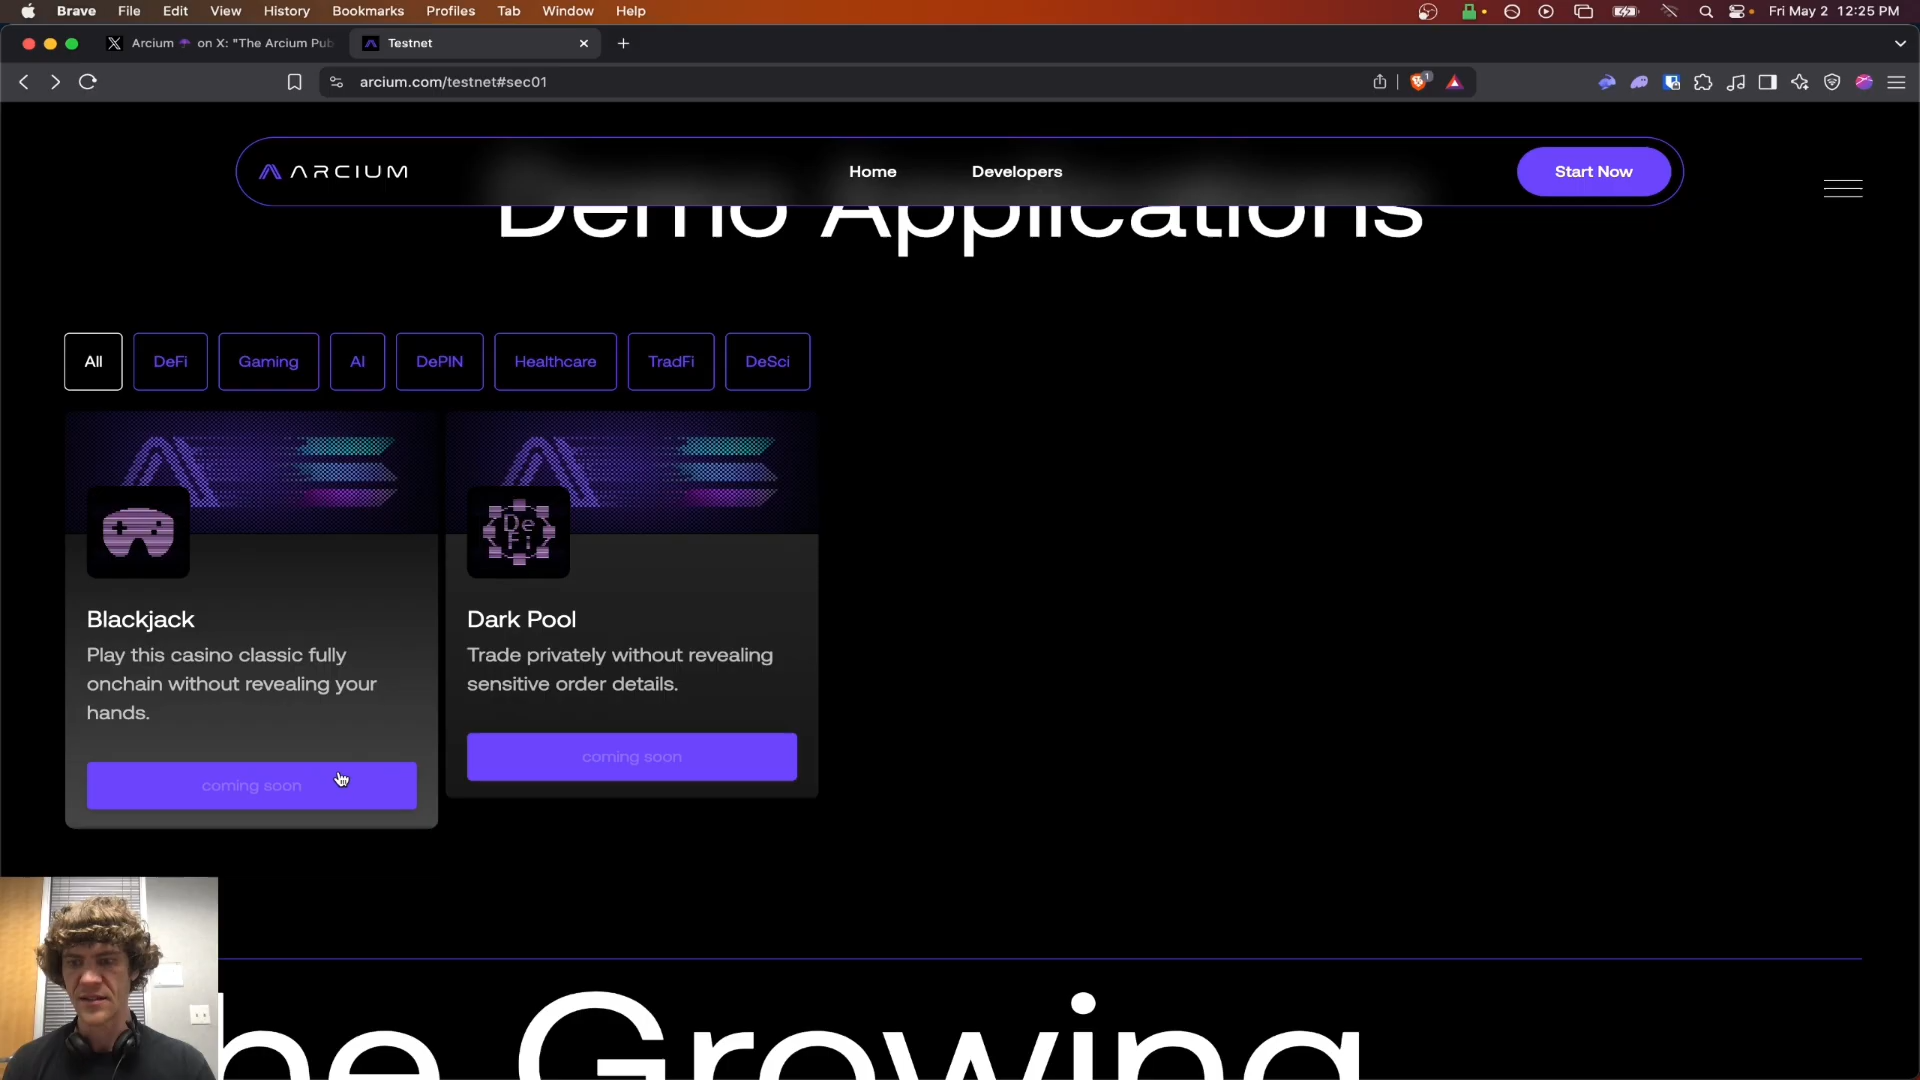 Brave File Edit View History Bookmarks Profiles Tab Window Help Fri May 2 12:25 PM
Arcium on X: "The Arcium Pub Testnet
arcium.com/testnet#sec01 1
ARCIUM Home Developers Start Now
Demo Applications
All DeFi Gaming AI DePIN Healthcare TradFi DeSci
De
Fi
Blackjack
Play this casino classic fully
onchain without revealing your
hands.
coming soon
Dark Pool
Trade privately without revealing
sensitive order details.
coming soon
he Growing